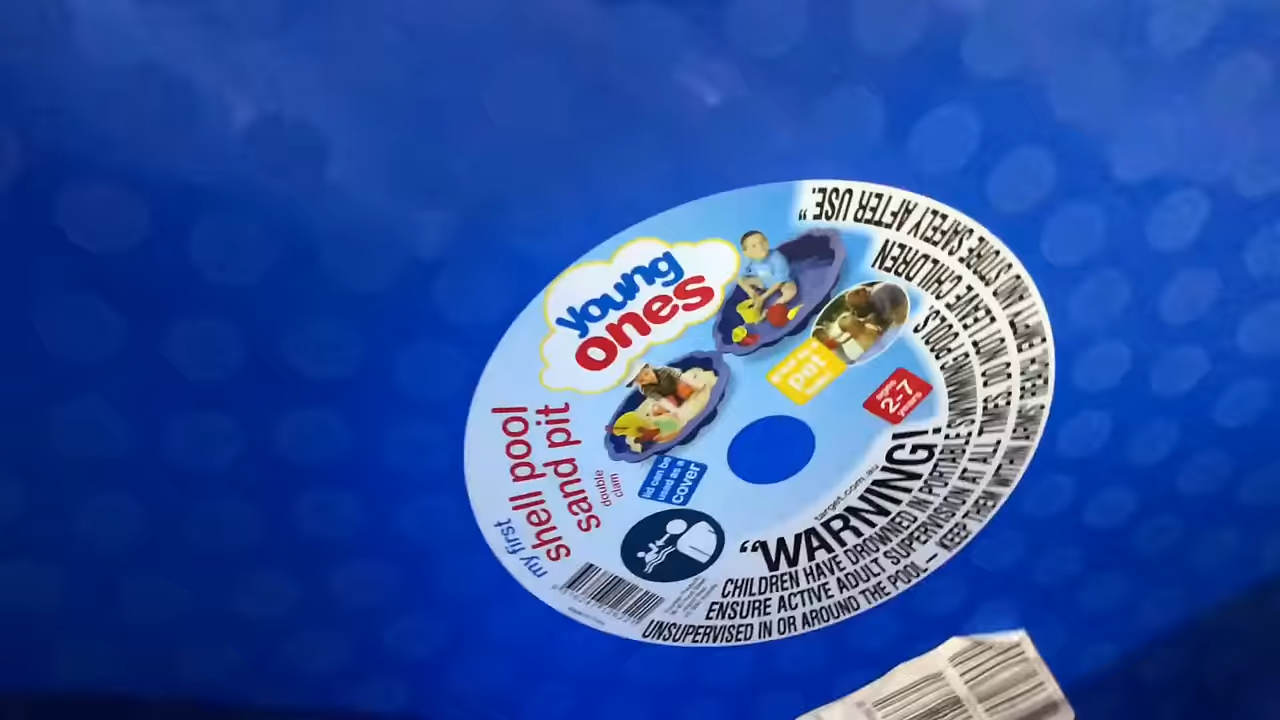 young
ones
my first
shell pool
sand pit
double
clam
lid can be
used as a
cover
pet
ages
2-7
years
target.com.au
"WARNING!
CHILDREN HAVE DROWNED IN PORTABLE SWIMMING POOLS.
ENSURE ACTIVE ADULT SUPERVISION AT ALL TIMES DO NOT LEAVE CHILDREN
UNSUPERVISED IN OR AROUND THE POOL – KEEP THEM WITHIN ARMS REACH EMPTY AND STORE SAFELY AFTER USE."